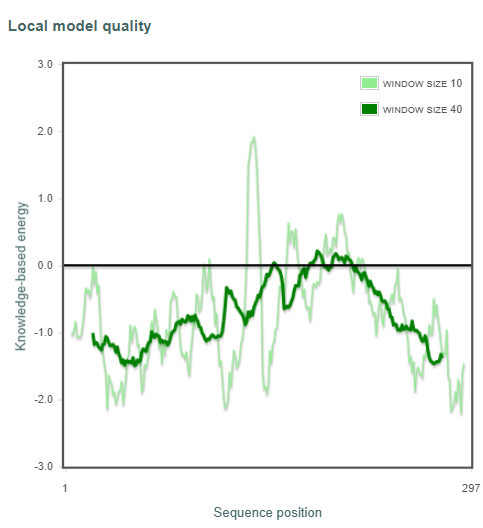 Local model quality
3.0
2.0
1.0
0.0
-1.0
-2.0
-3.0
Knowledge-based energy
WINDOW SIZE 10
WINDOW SIZE 40
1
297
Sequence position